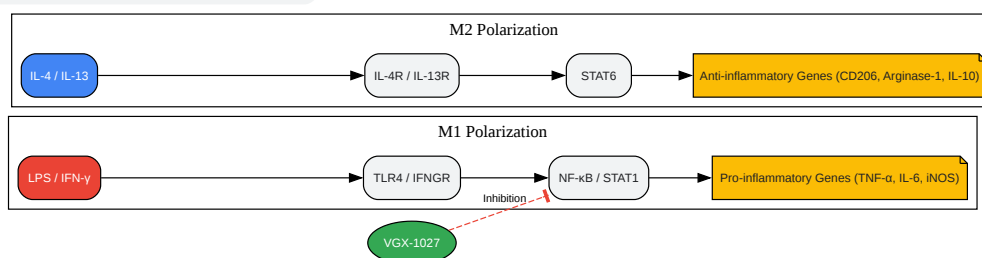 M2 Polarization
IL-4 / IL-13
IL-4R / IL-13R
STAT6
Anti-inflammatory Genes (CD206, Arginase-1, IL-10)
M1 Polarization
LPS / IFN-γ
TLR4 / IFNGR
NF-κB / STAT1
Pro-inflammatory Genes (TNF-α, IL-6, iNOS)
Inhibition
VGX-1027